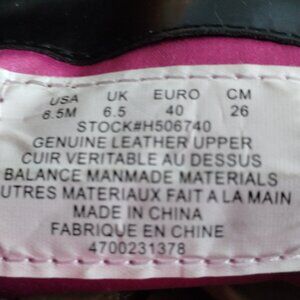 USA UK EURO CM
8.5M 6.5 40 26
STOCK#H506740
GENUINE LEATHER UPPER
CUIR VERITABLE AU DESSUS
BALANCE MANMADE MATERIALS
UTRES MATERIAUX FAIT A LA MAIN
MADE IN CHINA
FABRIQUE EN CHINE
4700231378